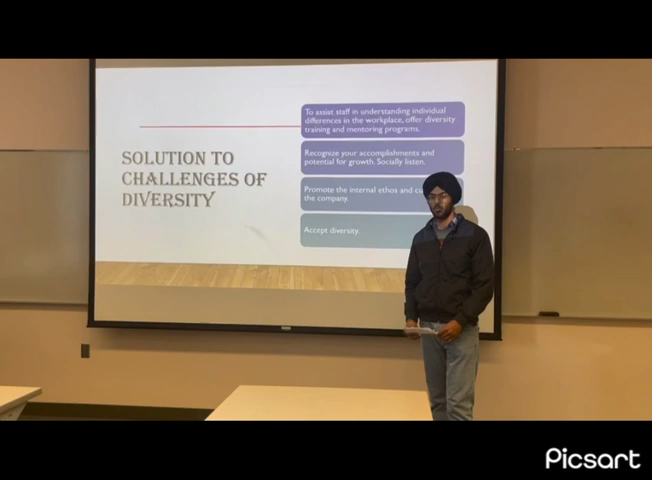 SOLUTION TO
CHALLENGES OF
DIVERSITY
To assist staff in understanding individual
differences in the workplace, offer diversity
training and mentoring programs.
Recognize your accomplishments and
potential for growth. Socially listen.
Promote the internal ethos and
the company.
Accept diversity.
Picsart